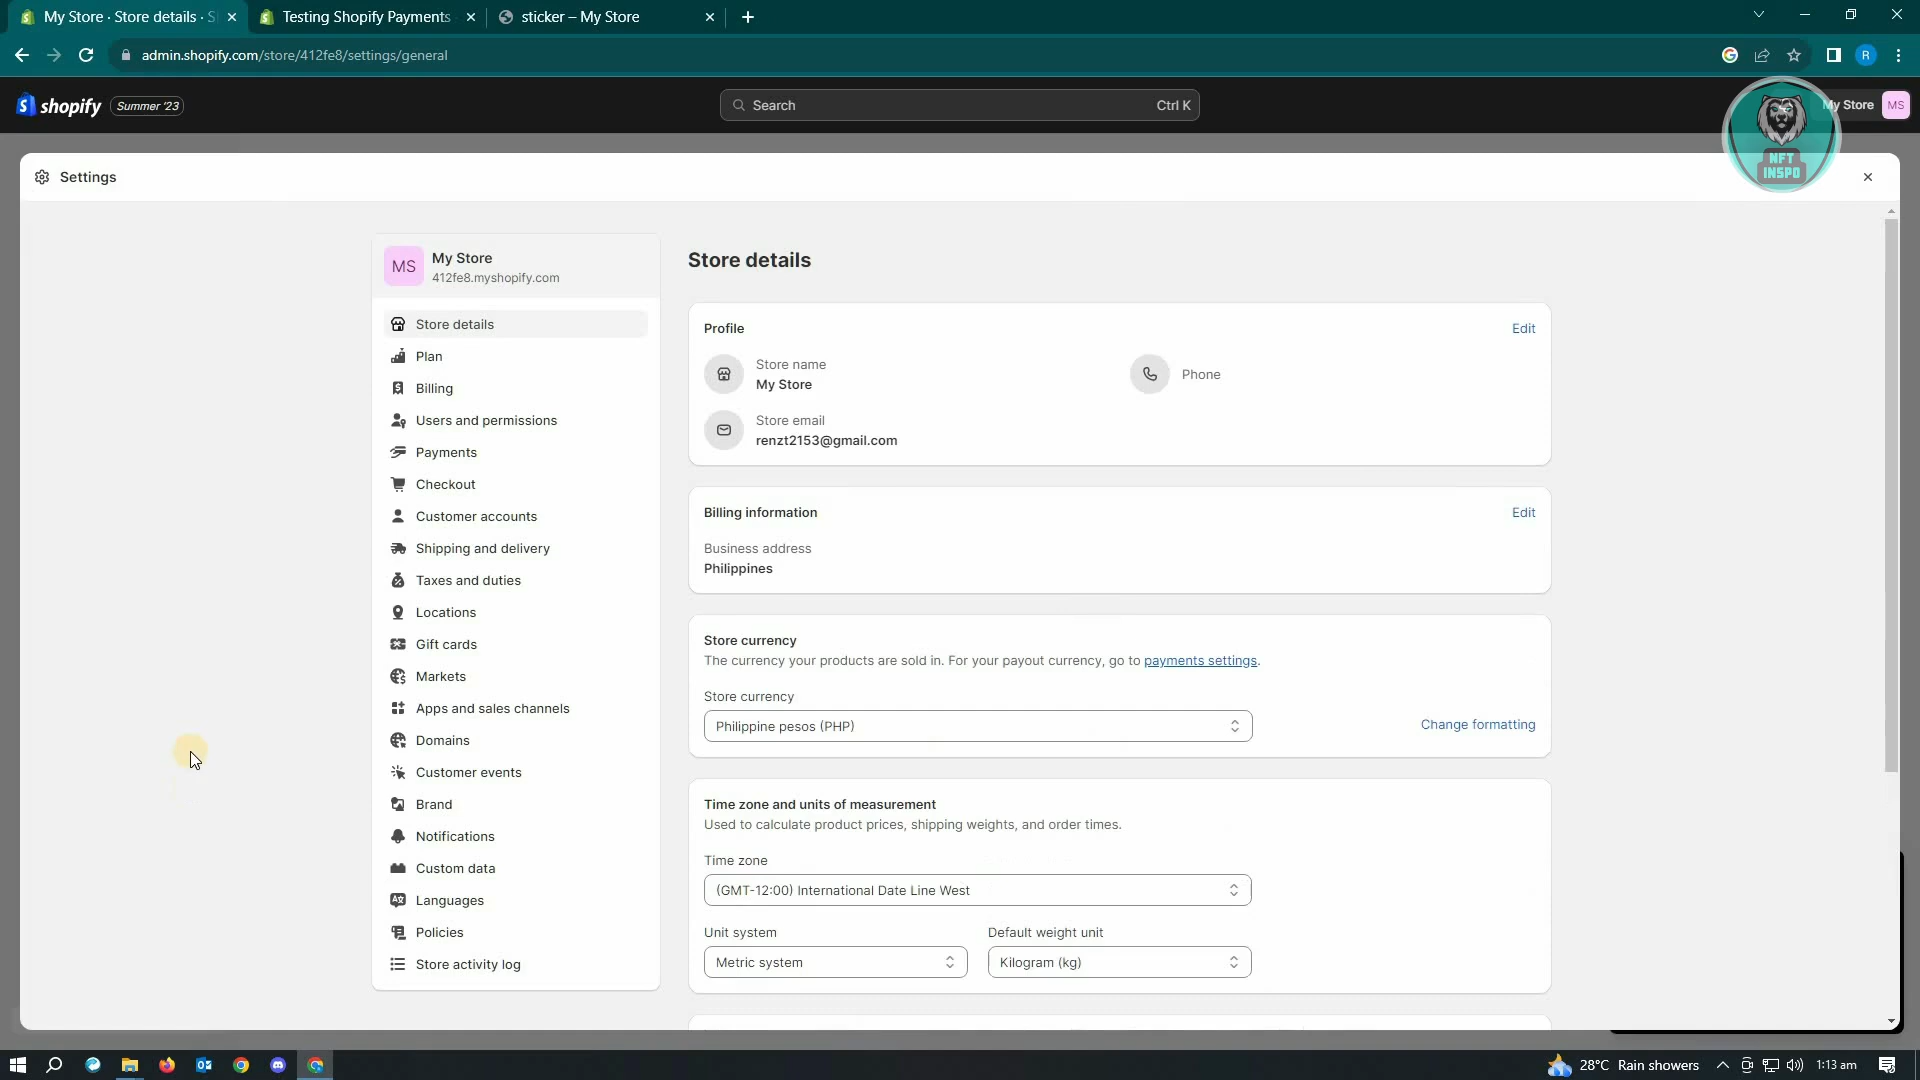 My Store · Store details · S
Testing Shopify Payments
sticker – My Store
admin.shopify.com/store/412fe8/settings/general
R
shopify
Summer '23
Search
Ctrl K
My Store
MS
NFT
INSPO
Settings
MS
My Store
412fe8.myshopify.com
Store details
Plan
Billing
Users and permissions
Payments
Checkout
Customer accounts
Shipping and delivery
Taxes and duties
Locations
Gift cards
Markets
Apps and sales channels
Domains
Customer events
Brand
Notifications
Custom data
Languages
Policies
Store activity log
Store details
Profile
Edit
Store name
My Store
Phone
Store email
renzt2153@gmail.com
Billing information
Edit
Business address
Philippines
Store currency
The currency your products are sold in. For your payout currency, go to payments settings.
Store currency
Philippine pesos (PHP)
Change formatting
Time zone and units of measurement
Used to calculate product prices, shipping weights, and order times.
Time zone
(GMT-12:00) International Date Line West
Unit system
Default weight unit
Metric system
Kilogram (kg)
28°C Rain showers
1:13 am